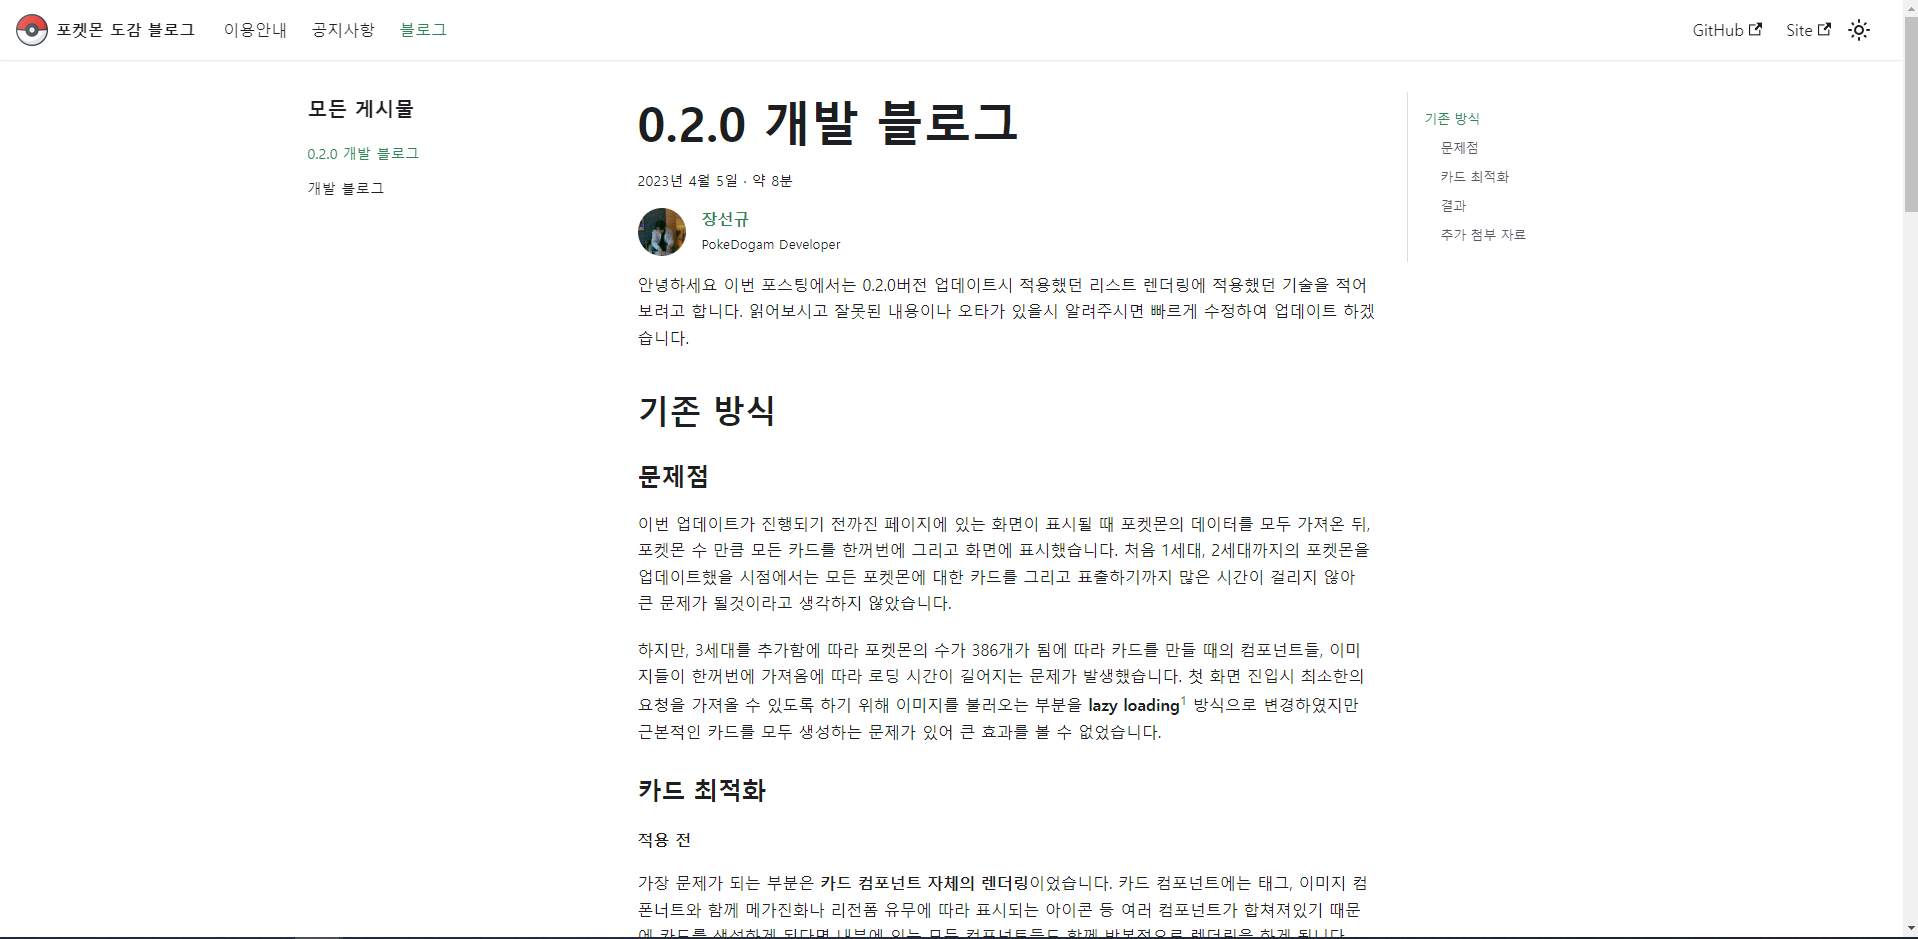 포켓몬 도감 블로그 이용안내 공지사항 블로그 GitHub Site
모든 게시물
0.2.0 개발 블로그
개발 블로그
0.2.0 개발 블로그
2023년 4월 5일 · 약 8분
장선규
PokeDogam Developer
안녕하세요 이번 포스팅에서는 0.2.0버전 업데이트시 적용했던 리스트 렌더링에 적용했던 기술을 적어
보려고 합니다. 읽어보시고 잘못된 내용이나 오타가 있을시 알려주시면 빠르게 수정하여 업데이트 하겠
습니다.
기존 방식
문제점
이번 업데이트가 진행되기 전까진 페이지에 있는 화면이 표시될 때 포켓몬의 데이터를 모두 가져온 뒤,
포켓몬 수 만큼 모든 카드를 한꺼번에 그리고 화면에 표시했습니다. 처음 1세대, 2세대까지의 포켓몬을
업데이트했을 시점에서는 모든 포켓몬에 대한 카드를 그리고 표출하기까지 많은 시간이 걸리지 않아
큰 문제가 될것이라고 생각하지 않았습니다.
하지만, 3세대를 추가함에 따라 포켓몬의 수가 386개가 됨에 따라 카드를 만들 때의 컴포넌트들, 이미
지들이 한꺼번에 가져옴에 따라 로딩 시간이 길어지는 문제가 발생했습니다. 첫 화면 진입시 최소한의
요청을 가져올 수 있도록 하기 위해 이미지를 불러오는 부분을 lazy loading1 방식으로 변경하였지만
근본적인 카드를 모두 생성하는 문제가 있어 큰 효과를 볼 수 없었습니다.
카드 최적화
적용 전
가장 문제가 되는 부분은 카드 컴포넌트 자체의 렌더링이었습니다. 카드 컴포넌트에는 태그, 이미지 컴
폰너트와 함께 메가진화나 리전폼 유무에 따라 표시되는 아이콘 등 여러 컴포넌트가 합쳐져있기 때문
에 카드를 생성하게 된다면 내부에 있는 모든 컴포넌트들도 함께 반복적으로 렌더링을 하게 됩니다.
기존 방식
문제점
카드 최적화
결과
추가 첨부 자료